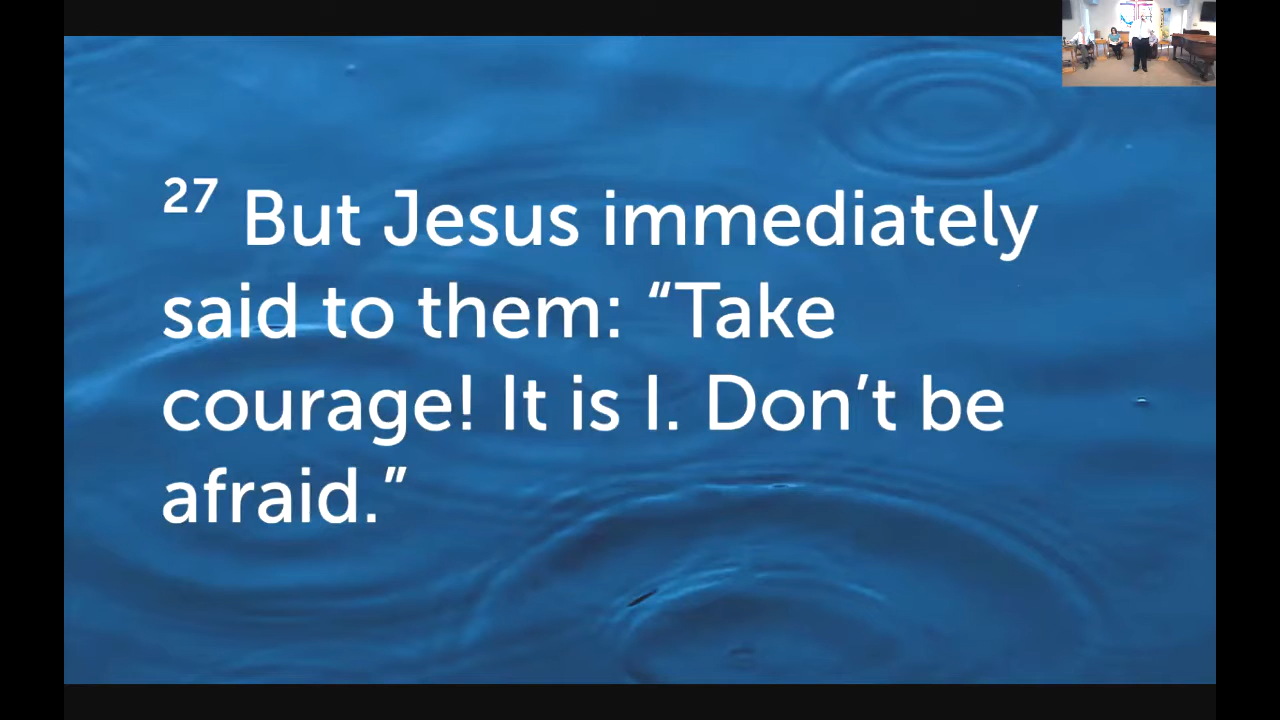 27 But Jesus immediately
said to them: “Take
courage! It is I. Don’t be
afraid.”